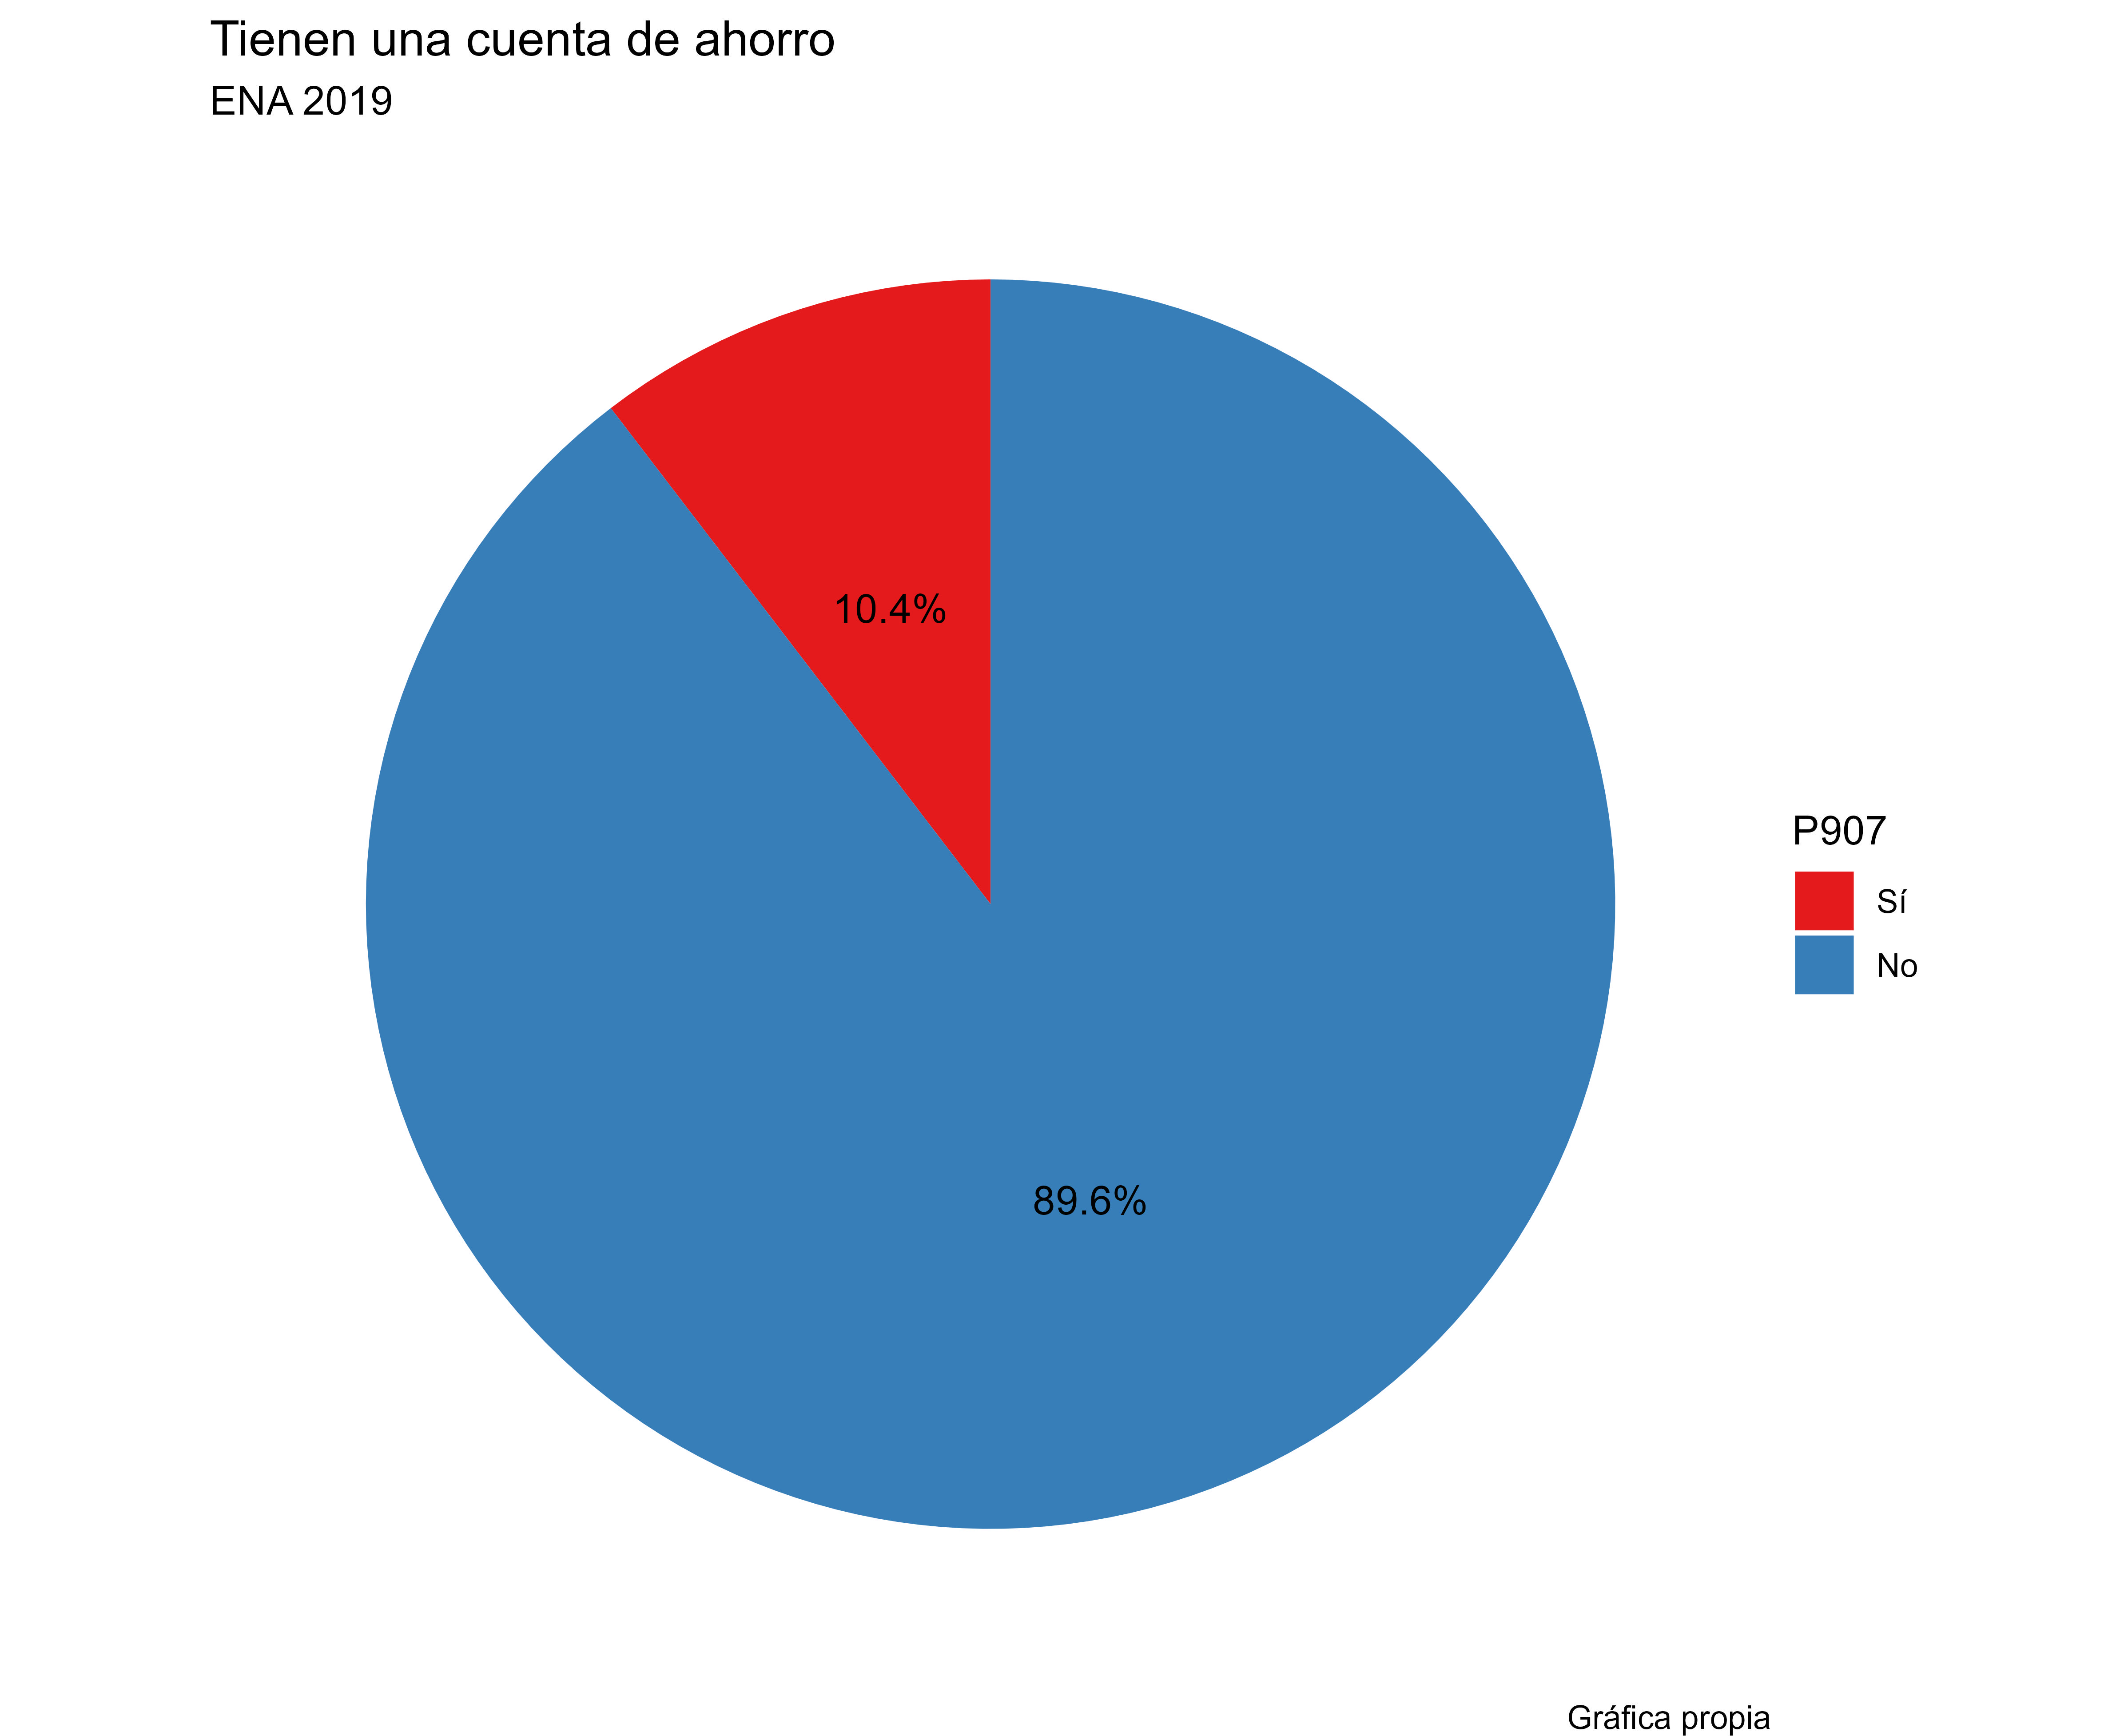 Tienen una cuenta de ahorro
ENA 2019
10.4%
89.6%
P907
Sí
No
Gráfica propia